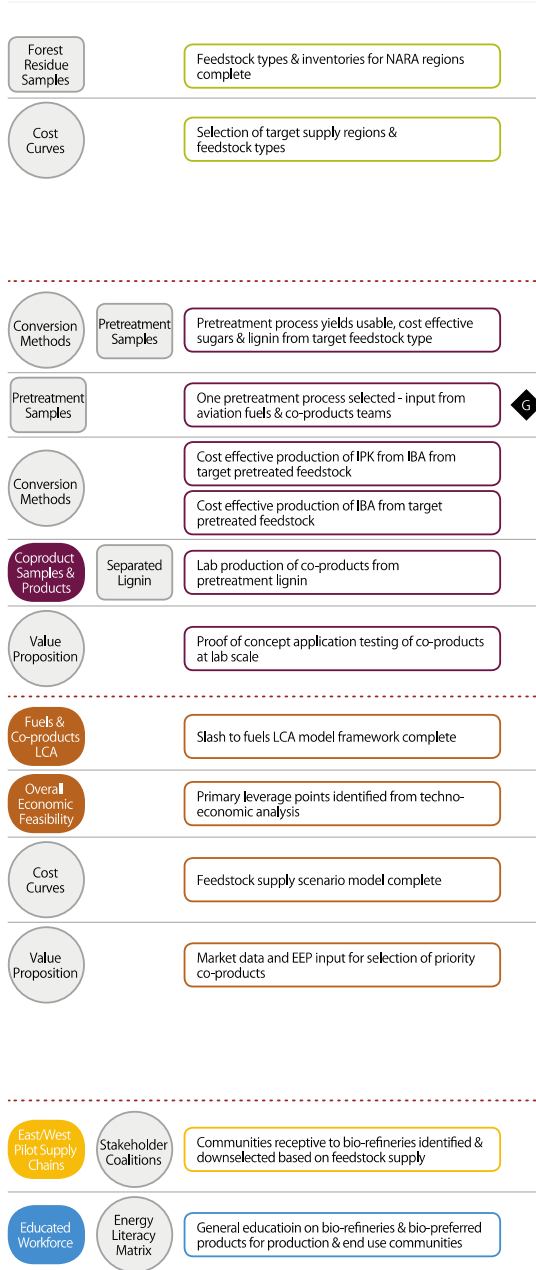 Forest
Residue
Samples
Feedstock types & inventories for NARA regions
complete
Cost
Curves
Selection of target supply regions &
feedstock types
Conversion
Methods
Pretreatment
Samples
Pretreatment process yields usable, cost effective
sugars & lignin from target feedstock type
Pretreatment
Samples
One pretreatment process selected - input from
aviation fuels & co-products teams
G
Conversion
Methods
Cost effective production of IPK from IBA from
target pretreated feedstock
Cost effective production of IBA from target
pretreated feedstock
Coproduct
Samples &
Products
Separated
Lignin
Lab production of co-products from
pretreatment lignin
Value
Proposition
Proof of concept application testing of co-products
at lab scale
Fuels &
Co-products
LCA
Slash to fuels LCA model framework complete
Overall
Economic
Feasibility
Primary leverage points identified from techno-
economic analysis
Cost
Curves
Feedstock supply scenario model complete
Value
Proposition
Market data and EEP input for selection of priority
co-products
East/West
Pilot Supply
Chains
Stakeholder
Coalitions
Communities receptive to bio-refineries identified &
downselected based on feedstock supply
Educated
Workforce
Energy
Literacy
Matrix
General educatioin on bio-refineries & bio-preferred
products for production & end use communities